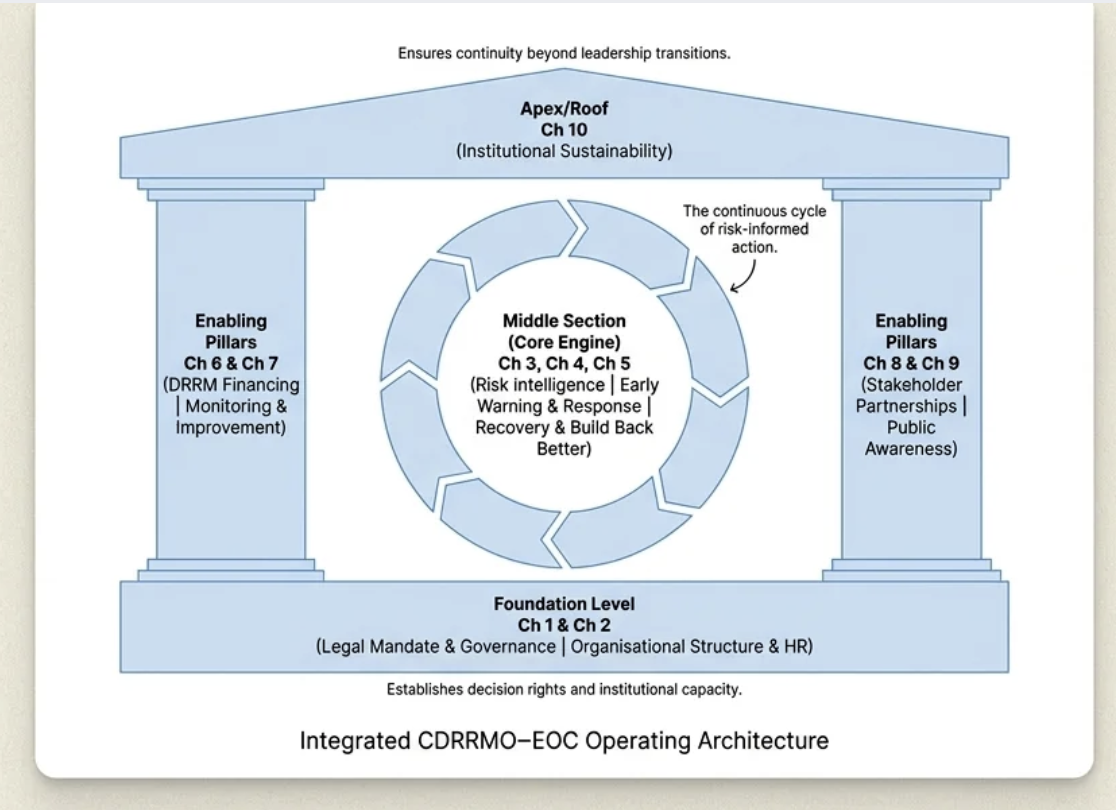 Ensures continuity beyond leadership transitions.
Apex/Roof
Ch 10
(Institutional Sustainability)
The continuous cycle
of risk-informed
action.
Enabling
Pillars
Ch 6 & Ch 7
(DRRM Financing
| Monitoring &
Improvement)
Middle Section
(Core Engine)
Ch 3, Ch 4, Ch 5
(Risk intelligence | Early
Warning & Response |
Recovery & Build Back
Better)
Enabling
Pillars
Ch 8 & Ch 9
(Stakeholder
Partnerships |
Public
Awareness)
Foundation Level
Ch 1 & Ch 2
(Legal Mandate & Governance | Organisational Structure & HR)
Establishes decision rights and institutional capacity.
Integrated CDRRMO–EOC Operating Architecture